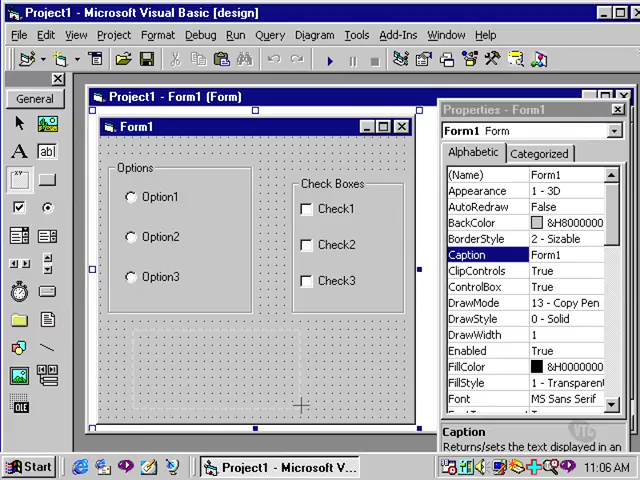 Project1 - Microsoft Visual Basic [design]
File Edit View Project Format Debug Run Query Diagram Tools Add-Ins Window Help
General
A
ab
OLE
Project1 - Form1 (Form)
Form1
Options
Option1
Option2
Option3
Check Boxes
Check1
Check2
Check3
Properties - Form1
Form1 Form
Alphabetic Categorized
(Name) Form1
Appearance 1 - 3D
AutoRedraw False
BackColor &H8000000
BorderStyle 2 - Sizable
Caption Form1
ClipControls True
ControlBox True
DrawMode 13 - Copy Pen
DrawStyle 0 - Solid
DrawWidth 1
Enabled True
FillColor &H0000000
FillStyle 1 - Transparent
Font MS Sans Serif
Caption
Returns/sets the text displayed in an
Start
Project1 - Microsoft V...
11:06 AM